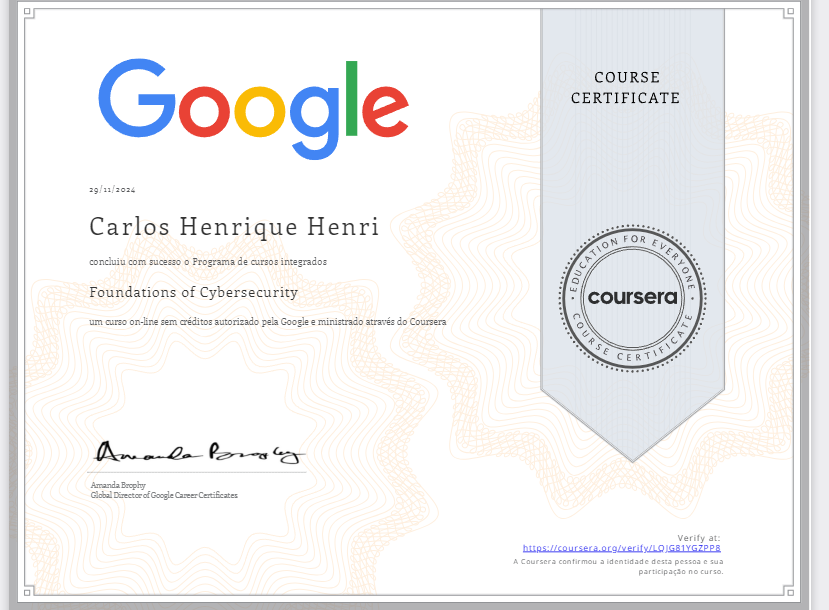 Google
COURSE
CERTIFICATE
29/11/2024
Carlos Henrique Henri
concluiu com sucesso o Programa de cursos integrados
Foundations of Cybersecurity
um curso on-line sem créditos autorizado pela Google e ministrado através do Coursera
EDUCATION FOR EVERYONE
coursera
COURSE CERTIFICATE
Amanda Brophy
Amanda Brophy
Global Director of Google Career Certificates
Verify at:
https://coursera.org/verify/LQJG81YGZPP8
A Coursera confirmou a identidade desta pessoa e sua
participação no curso.